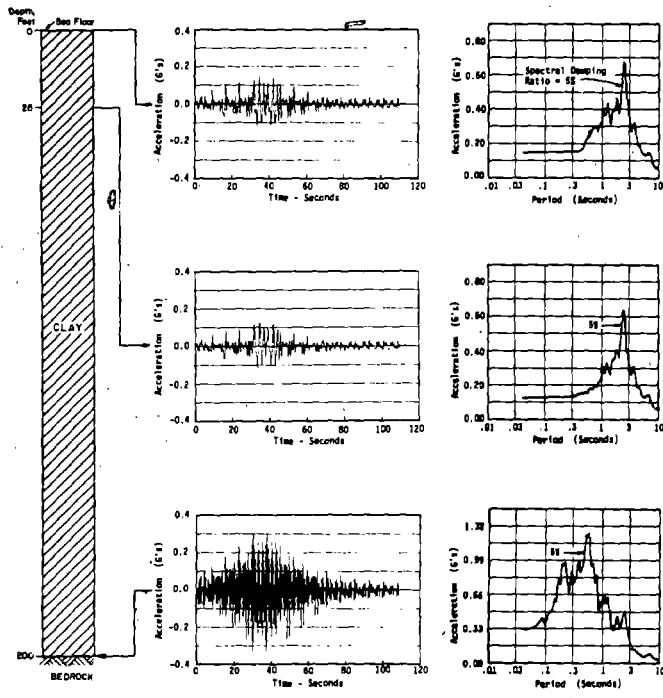 Depth,
Feet
Sea Floor
0
25
CLAY
200
BEDROCK
Acceleration (G's)
0.4
0.2
0.0
-0.2
-0.4
0 20 40 60 80 100 120
Time - Seconds
Acceleration (G's)
0.80
0.60
0.40
0.20
0.00
Spectral Damping
Ratio = 5%
.01 .03 .1 .3 1 3 10
Period (Seconds)
Acceleration (G's)
0.4
0.2
0.0
-0.2
-0.4
0 20 40 60 80 100 120
Time - Seconds
Acceleration (G's)
0.80
0.60
0.40
0.20
0.00
5%
.01 .03 .1 .3 1 3 10
Period (Seconds)
Acceleration (G's)
0.4
0.2
0.0
-0.2
-0.4
0 20 40 60 80 100 120
Time - Seconds
Acceleration (G's)
1.32
0.99
0.66
0.33
0.00
5%
.01 .03 .1 .3 1 3 10
Period (Seconds)